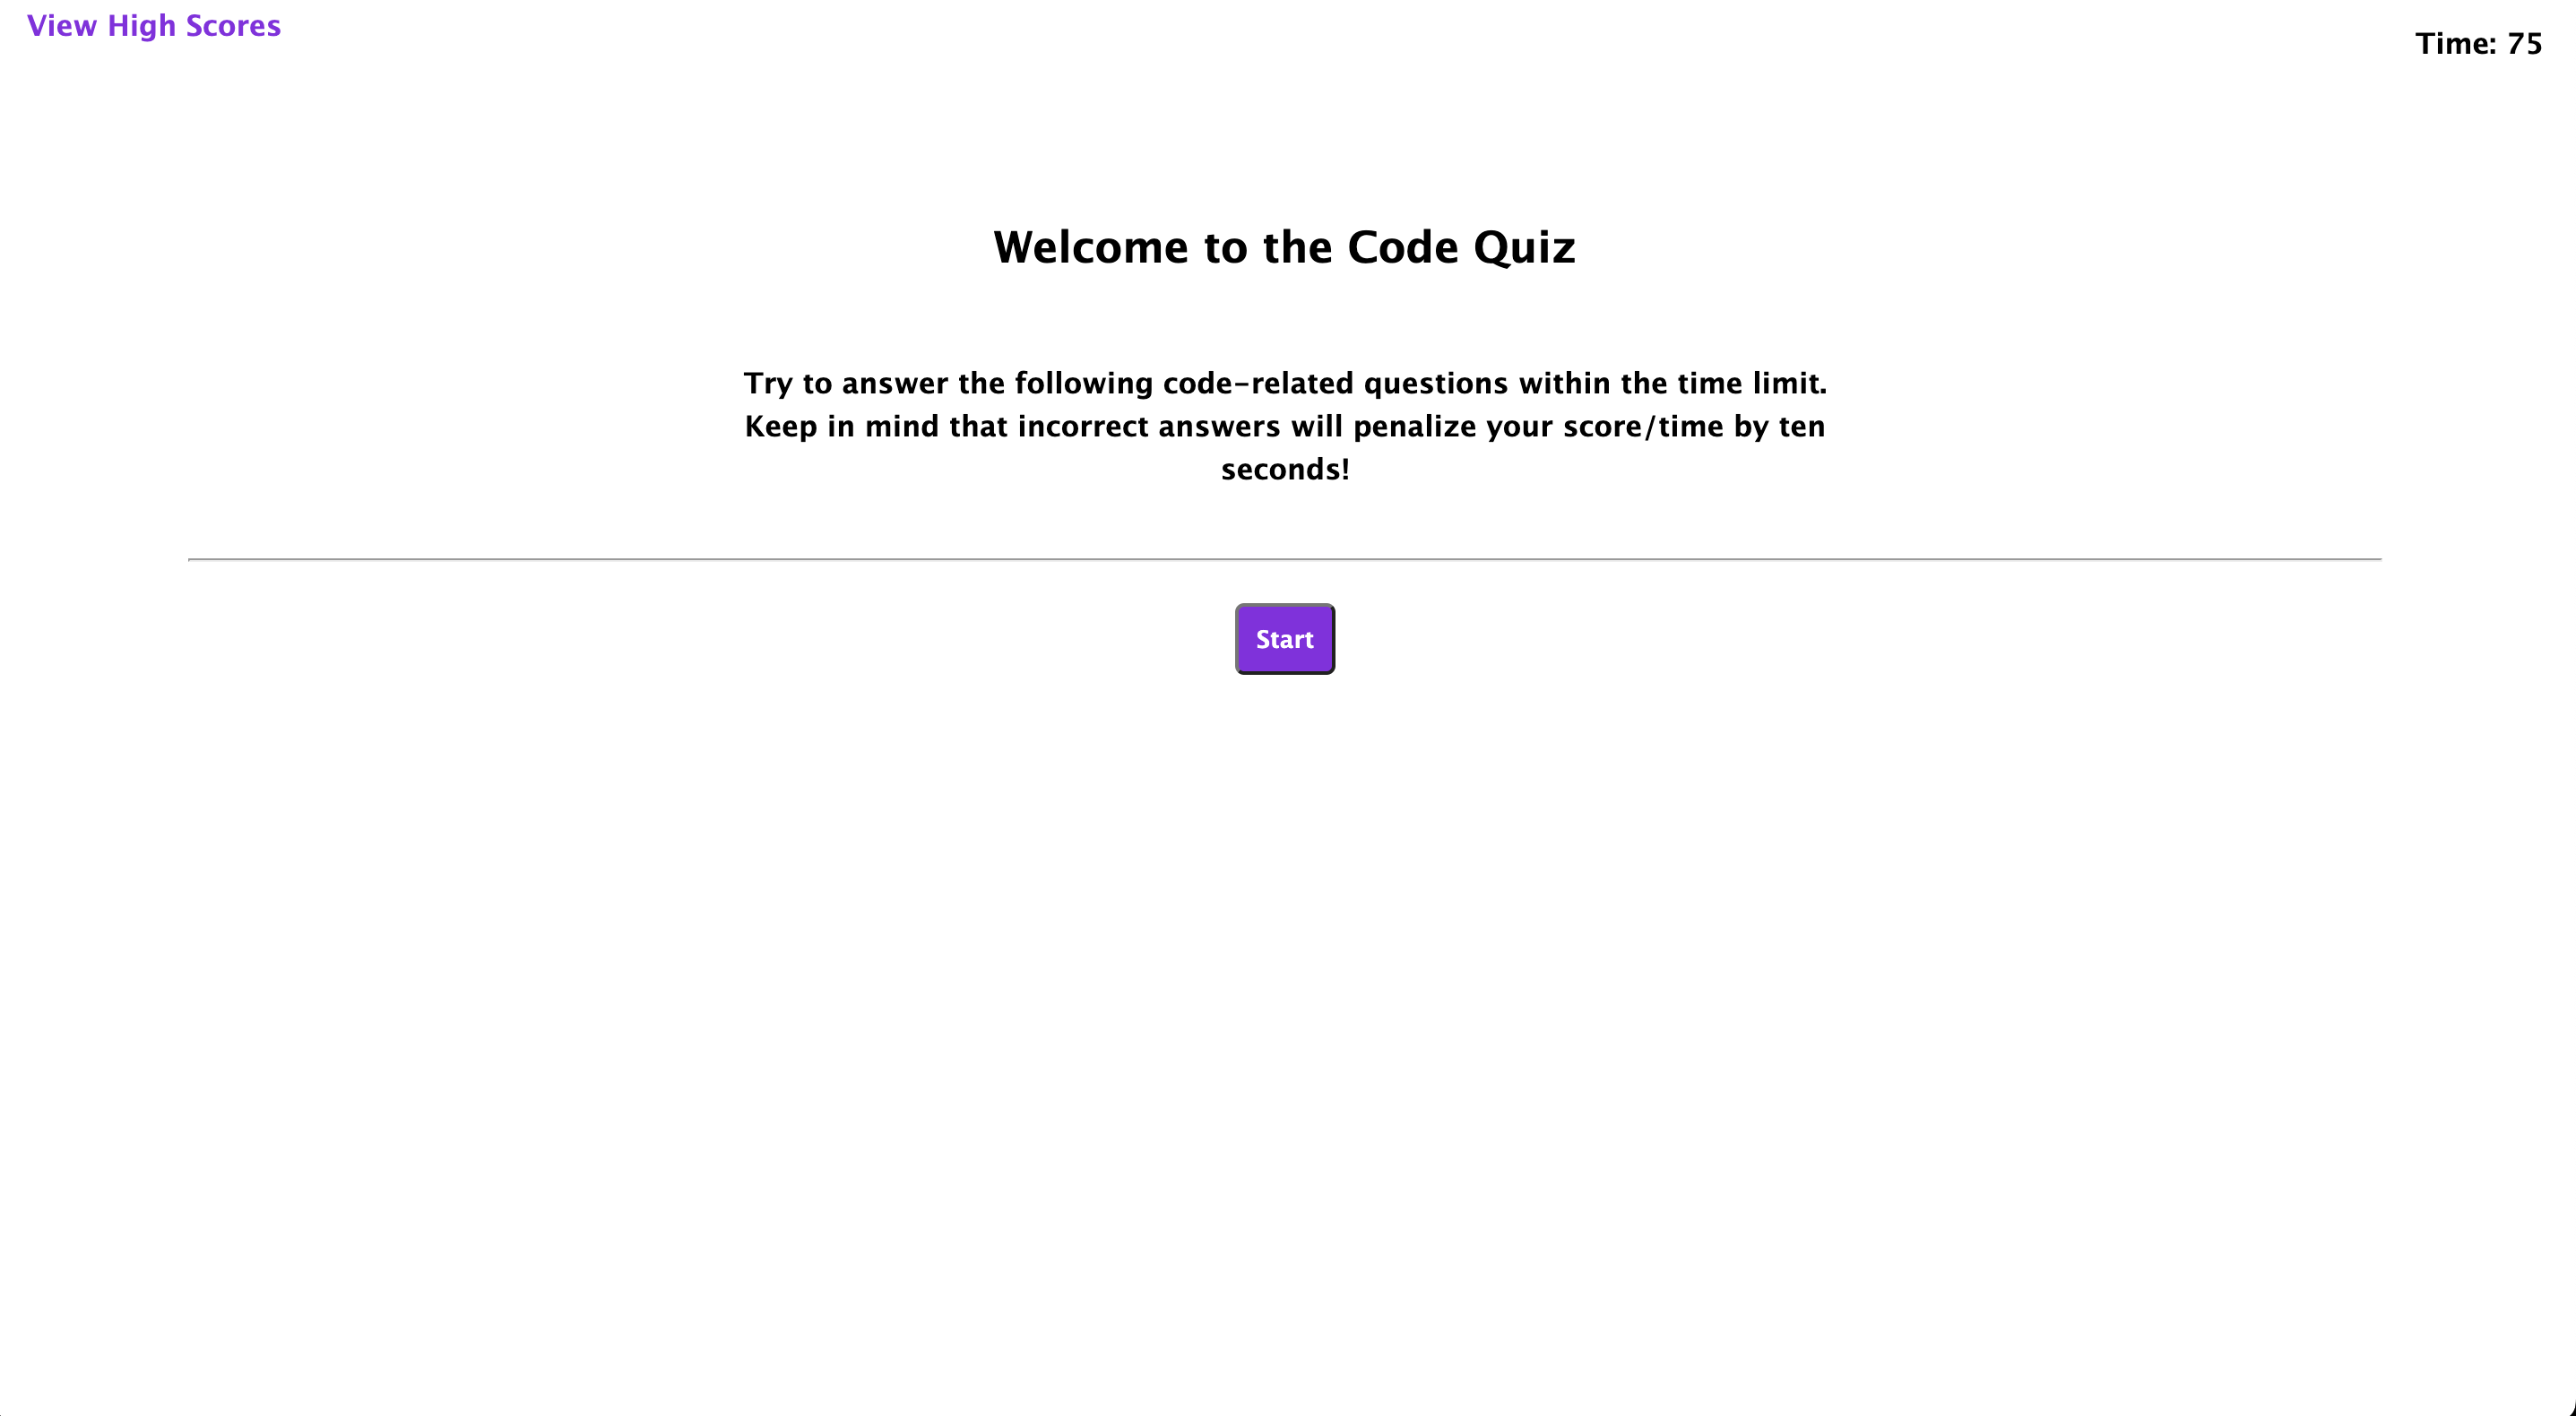 View High Scores
Time: 75
Welcome to the Code Quiz
Try to answer the following code-related questions within the time limit.
Keep in mind that incorrect answers will penalize your score/time by ten
seconds!
Start